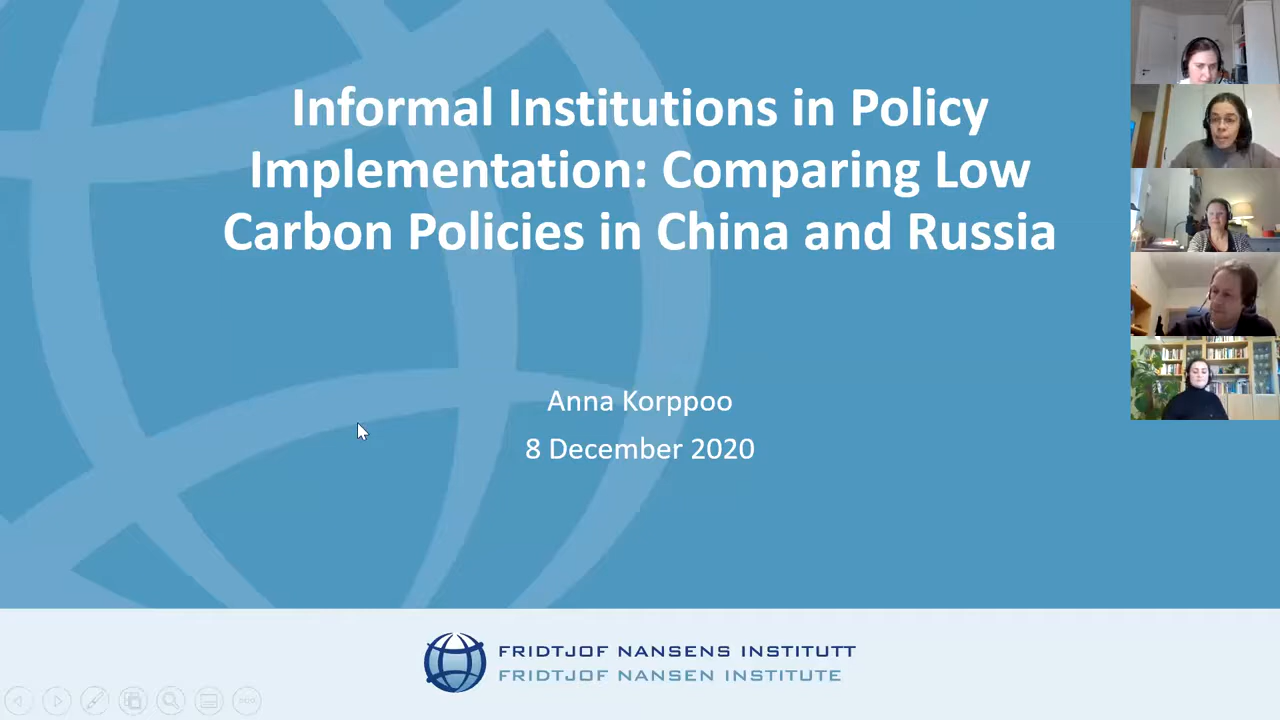 Informal Institutions in Policy
Implementation: Comparing Low
Carbon Policies in China and Russia
Anna Korppoo
8 December 2020
FRIDTJOF NANSENS INSTITUTT
FRIDTJOF NANSEN INSTITUTE